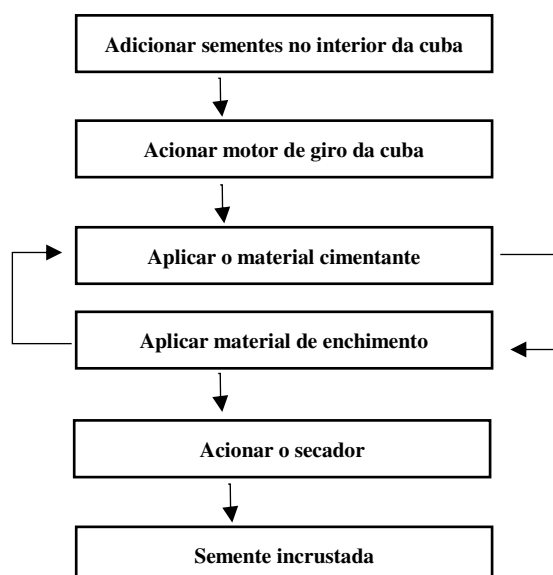 Adicionar sementes no interior da cuba
Acionar motor de giro da cuba
Aplicar o material cimentante
Aplicar material de enchimento
Acionar o secador
Semente incrustada